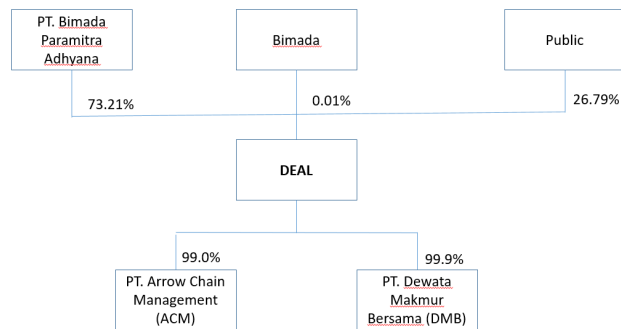 PT. Bimada
Paramitra
Adhyana
Bimada
Public
73.21%
0.01%
26.79%
DEAL
99.0%
99.9%
PT. Arrow Chain
Management
(ACM)
PT. Dewata
Makmur
Bersama (DMB)